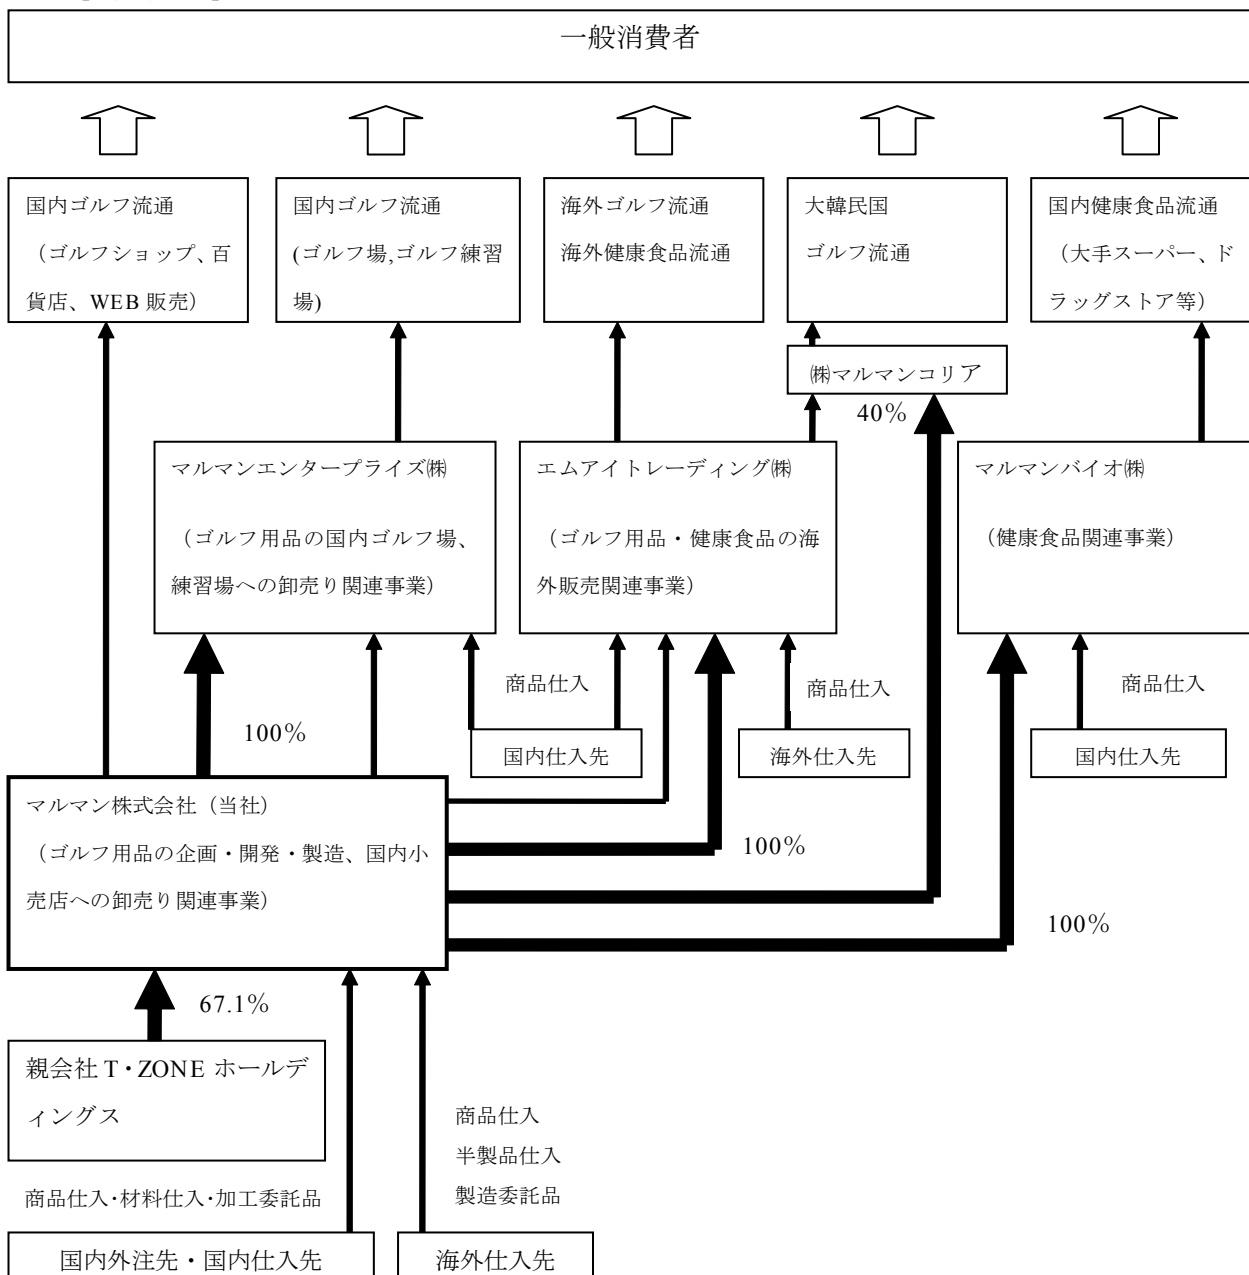 一般消費者
国内ゴルフ流通
（ゴルフショップ、百
貨店、WEB 販売）
国内ゴルフ流通
(ゴルフ場,ゴルフ練習
場)
海外ゴルフ流通
海外健康食品流通
大韓民国
ゴルフ流通
国内健康食品流通
（大手スーパー、ド
ラッグストア等）
㈱マルマンコリア
40％
マルマンエンタープライズ㈱
（ゴルフ用品の国内ゴルフ場、
練習場への卸売り関連事業）
エムアイトレーディング㈱
（ゴルフ用品・健康食品の海
外販売関連事業）
マルマンバイオ㈱
（健康食品関連事業）
商品仕入
商品仕入
商品仕入
100％
国内仕入先
海外仕入先
国内仕入先
マルマン株式会社（当社）
（ゴルフ用品の企画・開発・製造、国内小
売店への卸売り関連事業）
100％
100％
67.1％
親会社 T・ZONE ホールデ
ィングス
商品仕入
半製品仕入
製造委託品
商品仕入・材料仕入・加工委託品
国内外注先・国内仕入先
海外仕入先